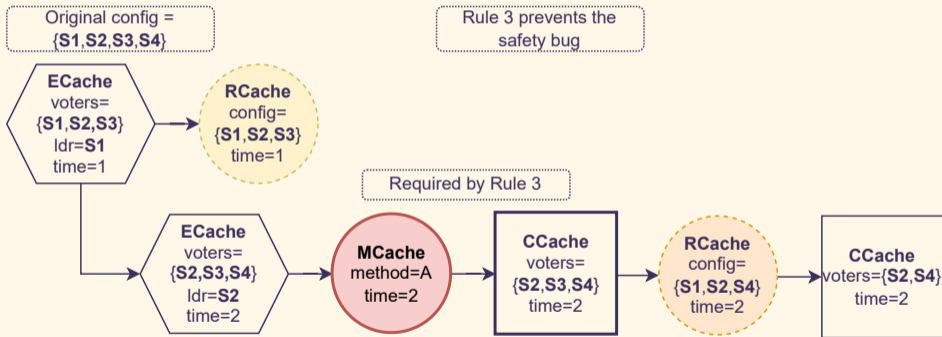 Original config =
{S1,S2,S3,S4}
Rule 3 prevents the
safety bug
ECache
voters=
{S1,S2,S3}
ldr=S1
time=1
RCache
config=
{S1,S2,S3}
time=1
Required by Rule 3
ECache
voters=
{S2,S3,S4}
ldr=S2
time=2
MCache
method=A
time=2
CCache
voters=
{S2,S3,S4}
time=2
RCache
config=
{S1,S2,S4}
time=2
CCache
voters={S2,S4}
time=2